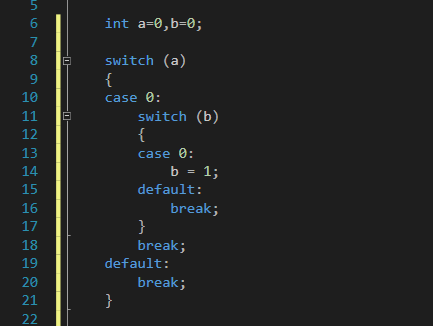 5
6 int a=0,b=0;
7
8 switch (a)
9 {
10 case 0:
11 switch (b)
12 {
13 case 0:
14 b = 1;
15 default:
16 break;
17 }
18 break;
19 default:
20 break;
21 }
22